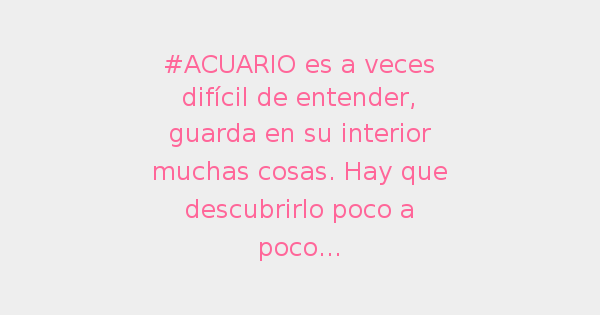 #ACUARIO es a veces
difícil de entender,
guarda en su interior
muchas cosas. Hay que
descubrirlo poco a
poco...